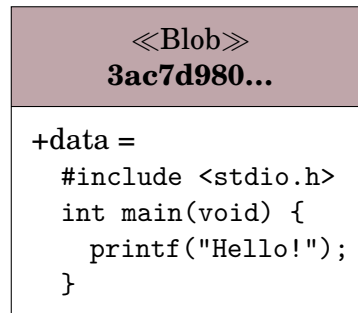 ≪Blob≫
3ac7d980...
+data =
#include <stdio.h>
int main(void) {
printf("Hello!");
}